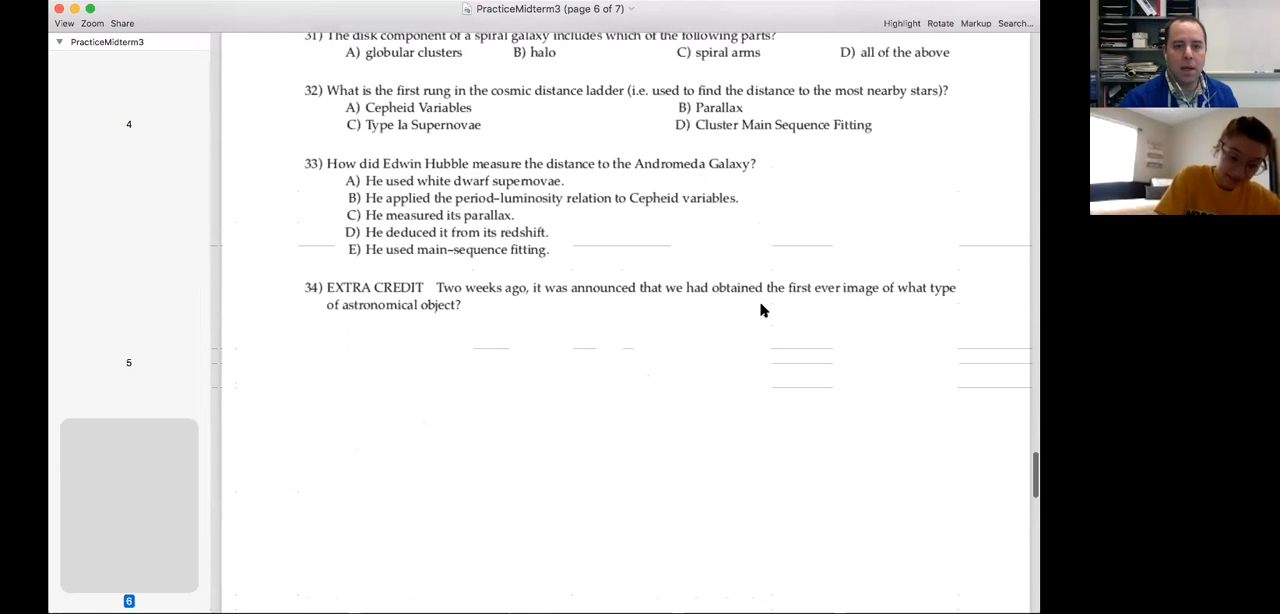 PracticeMidterm3 (page 6 of 7)
View Zoom Share
Highlight Rotate Markup Search...
PracticeMidterm3
31) The disk component of a spiral galaxy includes which of the following parts?
A) globular clusters B) halo C) spiral arms D) all of the above
32) What is the first rung in the cosmic distance ladder (i.e. used to find the distance to the most nearby stars)?
A) Cepheid Variables B) Parallax
C) Type Ia Supernovae D) Cluster Main Sequence Fitting
33) How did Edwin Hubble measure the distance to the Andromeda Galaxy?
A) He used white dwarf supernovae.
B) He applied the period-luminosity relation to Cepheid variables.
C) He measured its parallax.
D) He deduced it from its redshift.
E) He used main-sequence fitting.
34) EXTRA CREDIT Two weeks ago, it was announced that we had obtained the first ever image of what type
of astronomical object?
4
5
6